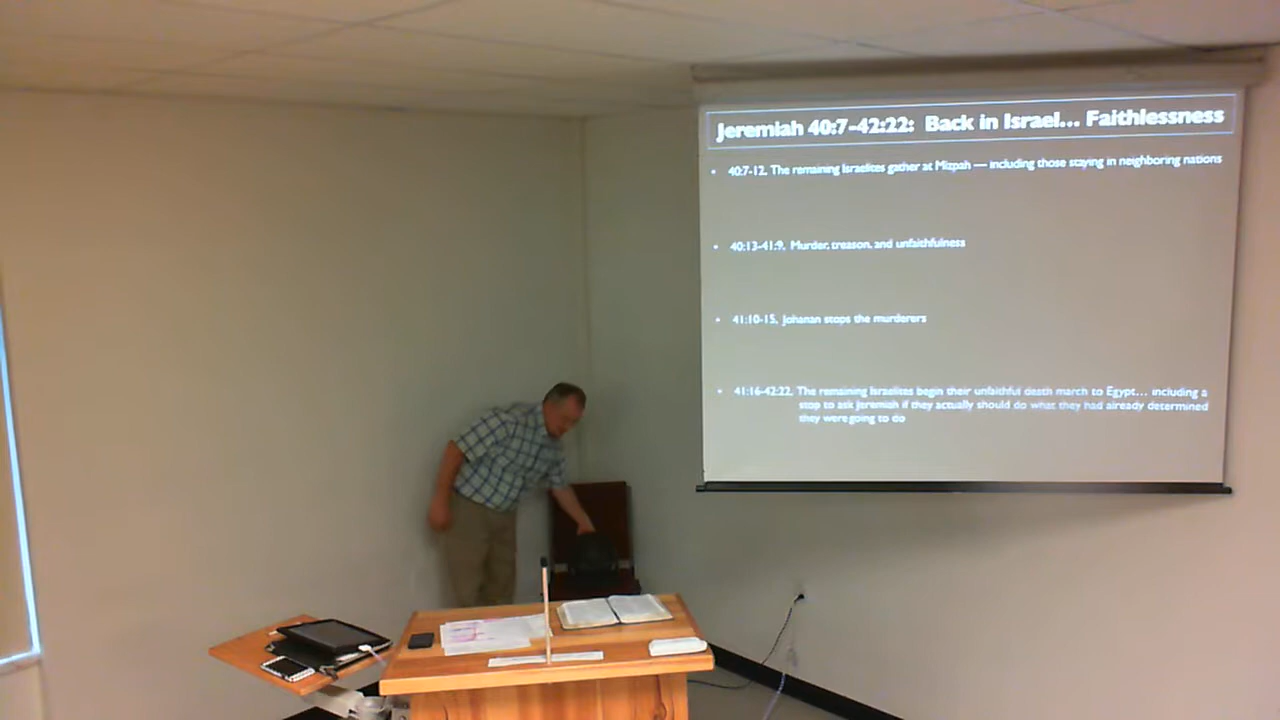 Jeremiah 40:7-42:22: Back in Israel... Faithlessness
• 40:7-12. The remaining Israelites gather at Mizpah — including those staying in neighboring nations
• 40:13-41:9. Murder, treason, and unfaithfulness
• 41:10-15. Johanan stops the murderers
• 41:16-42:22. The remaining Israelites begin their unfaithful death march to Egypt... including a
stop to ask Jeremiah if they actually should do what they had already determined
they were going to do